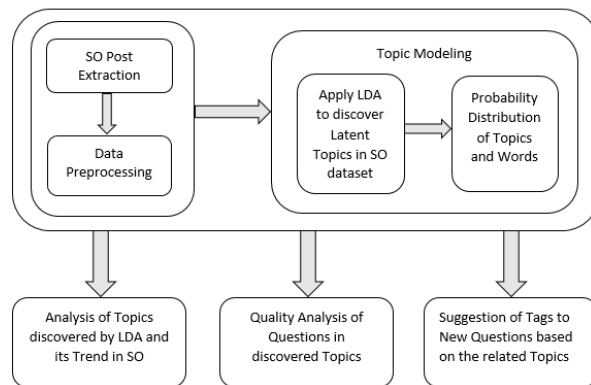 SO Post
Extraction
Data
Preprocessing
Topic Modeling
Apply LDA
to discover
Latent
Topics in SO
dataset
Probability
Distribution
of Topics
and Words
Analysis of Topics
discovered by LDA and
its Trend in SO
Quality Analysis
of Questions in
discovered Topics
Suggestion of Tags to
New Questions based
on the related Topics